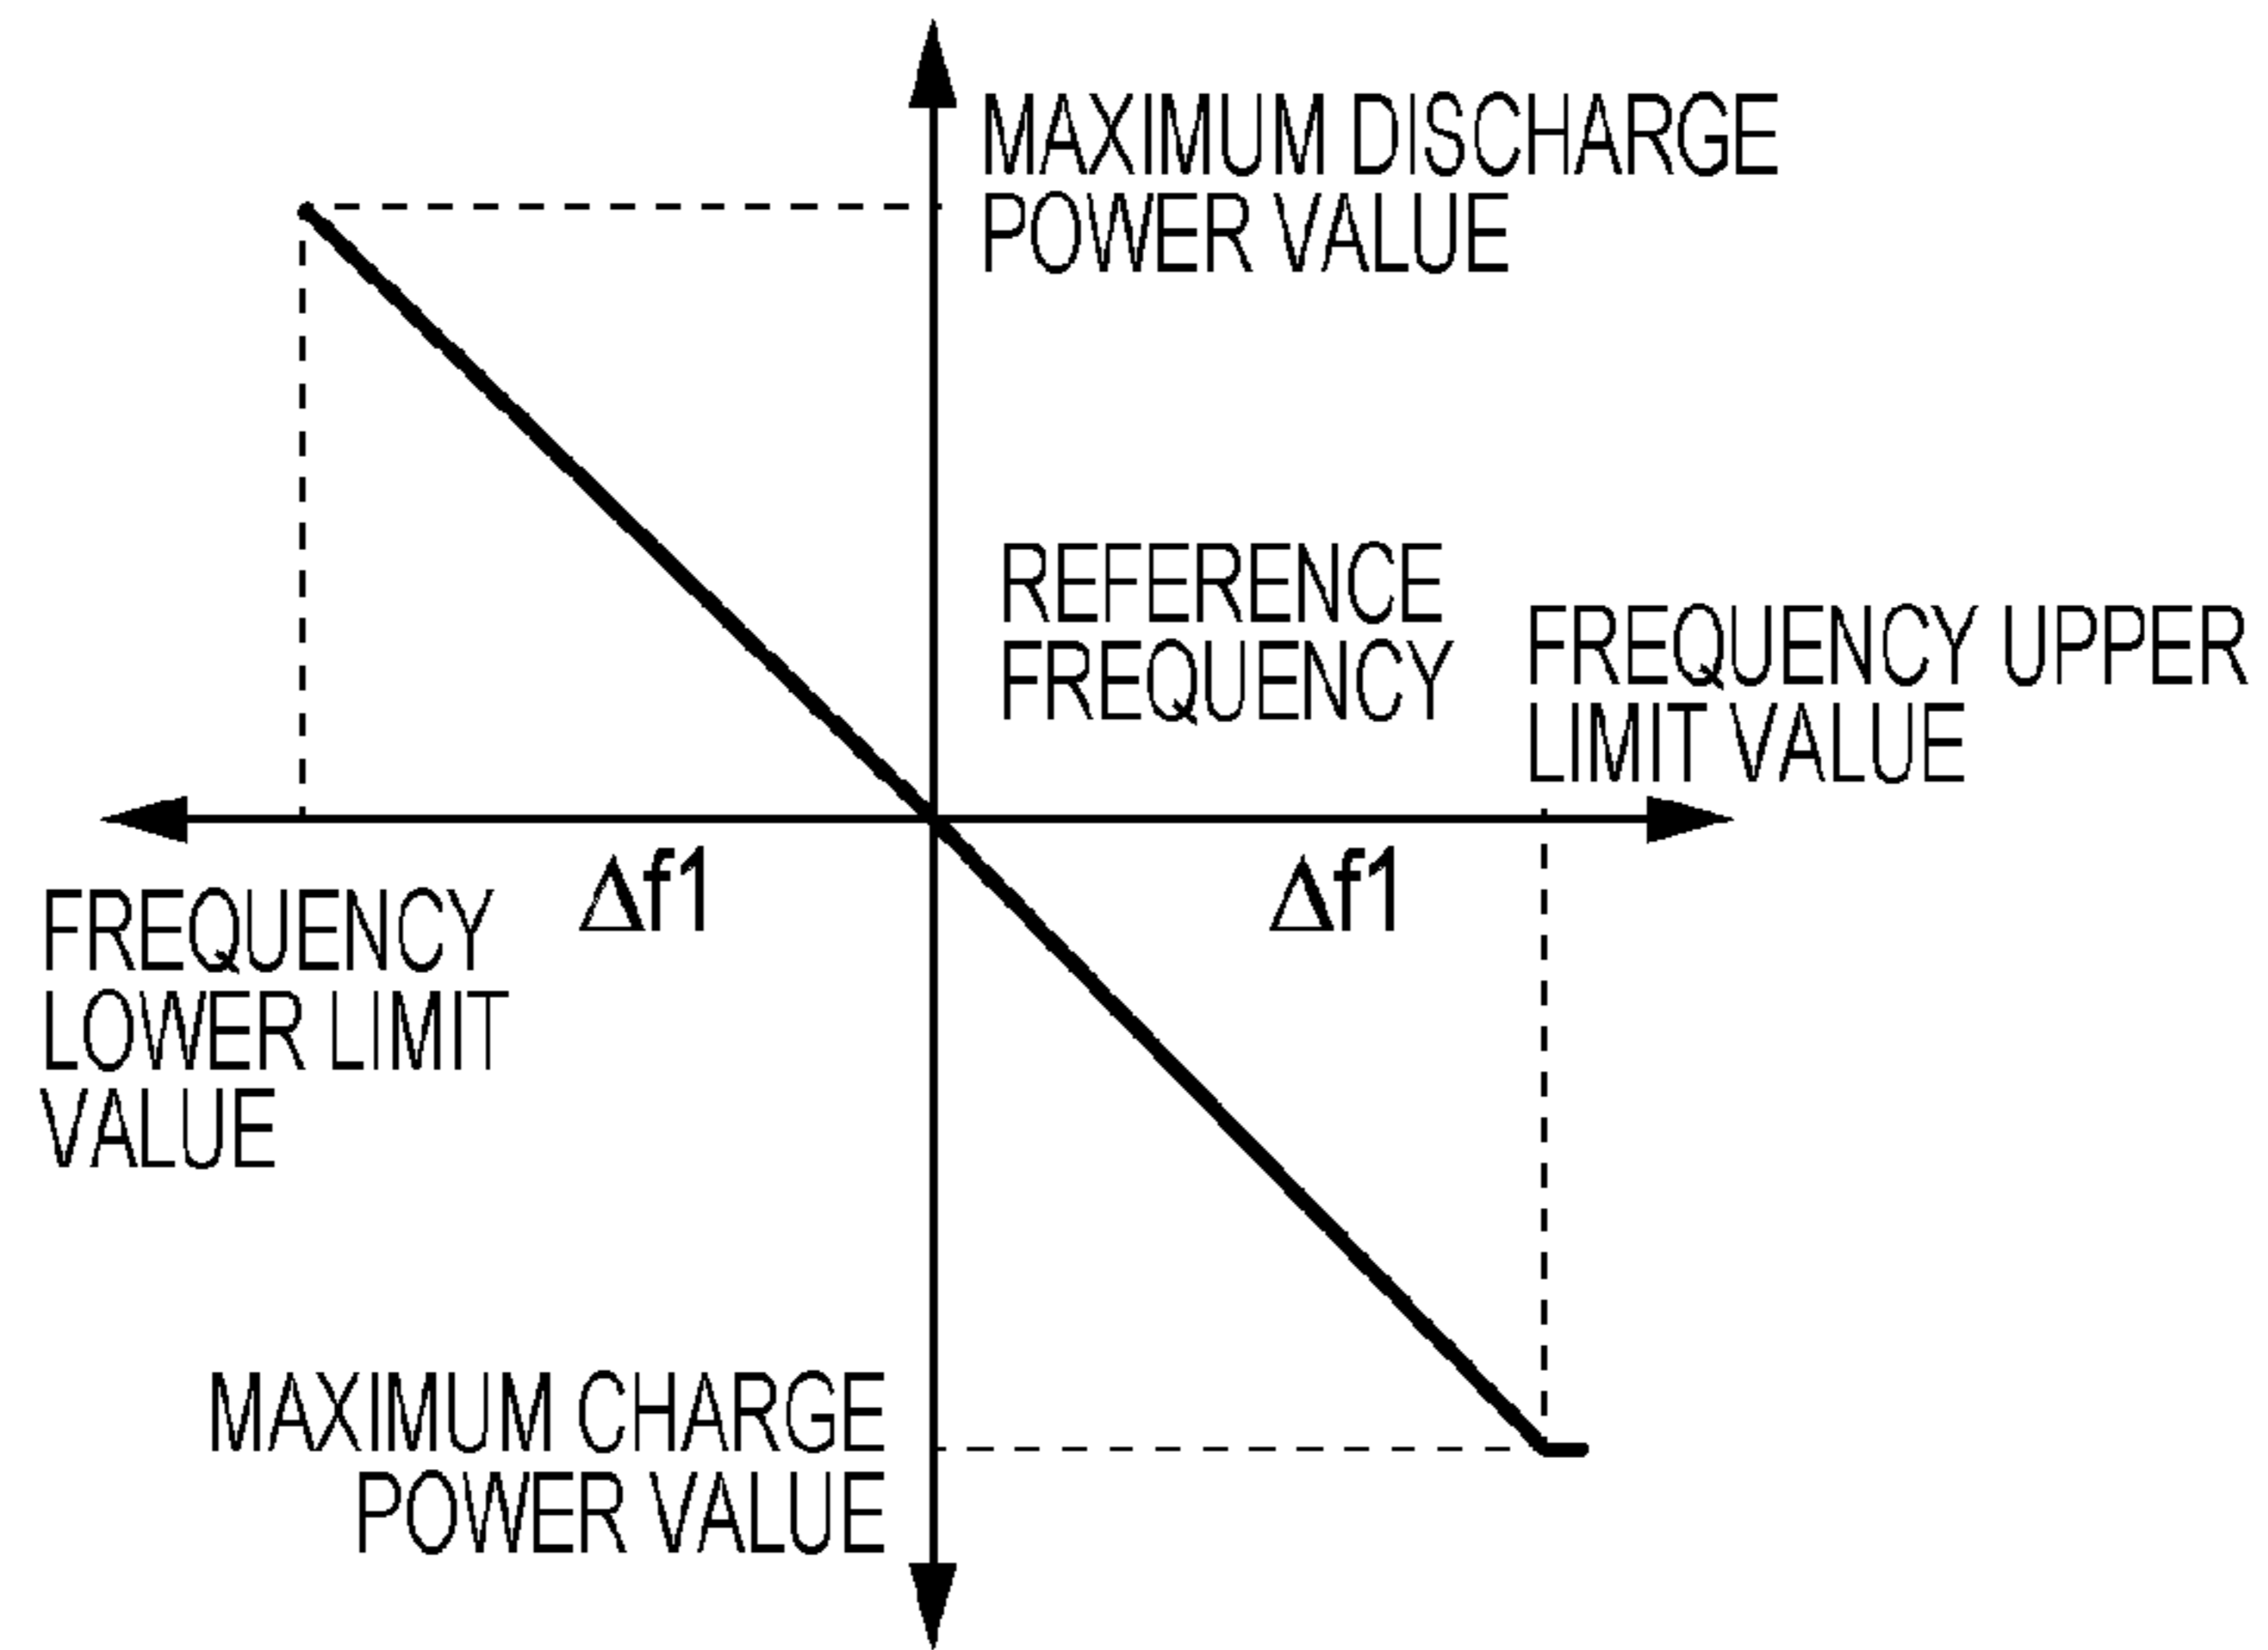 MAXIMUM DISCHARGE
POWER VALUE
REFERENCE
FREQUENCY
FREQUENCY UPPER
LIMIT VALUE
Δf1
Δf1
FREQUENCY
LOWER LIMIT
VALUE
MAXIMUM CHARGE
POWER VALUE